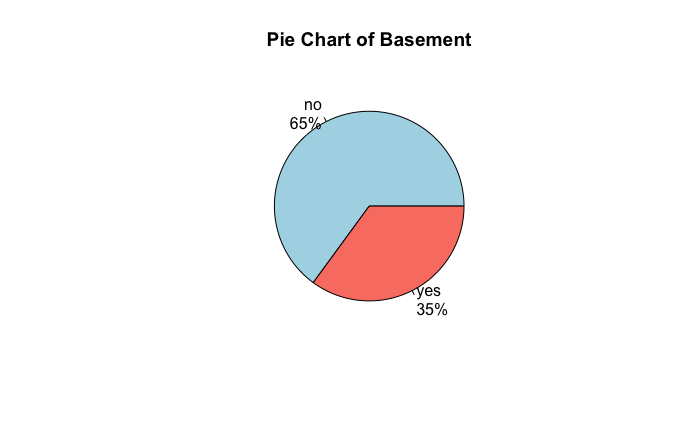 Pie Chart of Basement
no
65%
yes
35%